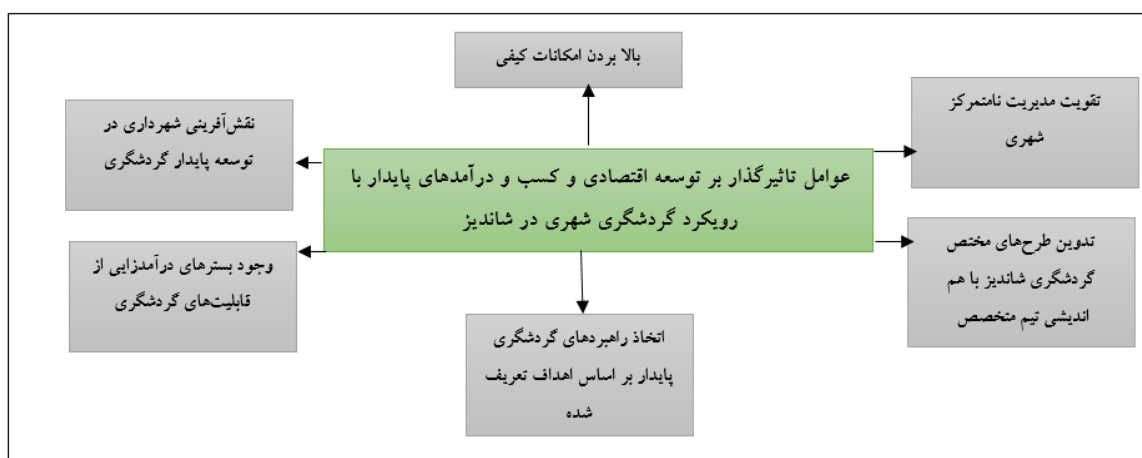 بالا بردن امکانات کیفی
تقویت مدیریت نامتمرکز
شهری
نقش‌آفرینی شهرداری در
توسعه پایدار گردشگری
عوامل تاثیرگذار بر توسعه اقتصادی و کسب و درآمدهای پایدار با
رویکرد گردشگری شهری در شاندیز
تدوین طرح‌های مختص
گردشگری شاندیز با هم
اندیشی تیم متخصص
وجود بسترهای درآمدزایی از
قابلیت‌های گردشگری
اتخاذ راهبردهای گردشگری
پایدار بر اساس اهداف تعریف
شده